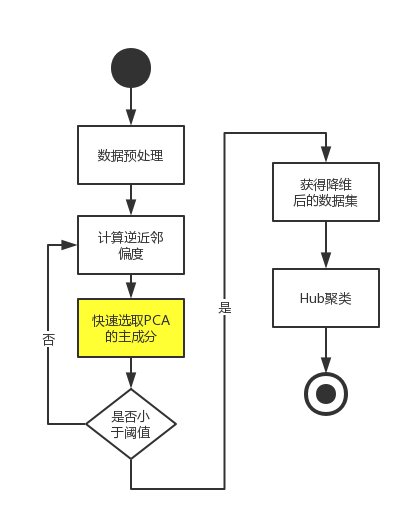 数据预处理
计算逆近邻
偏度
快速选取PCA
的主成分
是否小
于阈值
否
是
获得降维
后的数据集
Hub聚类